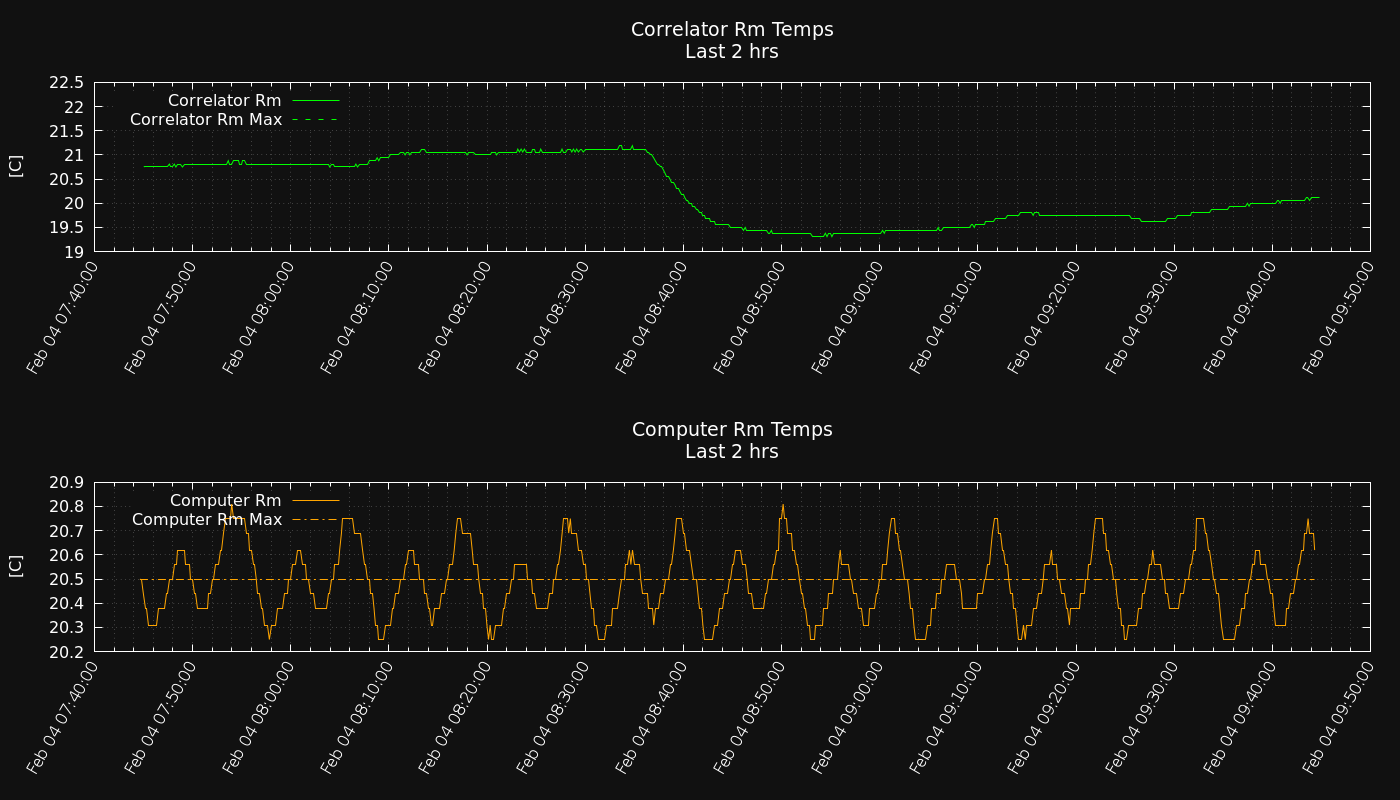 Correlator Rm Temps
Last 2 hrs
22.5
22
21.5
21
20.5
20
19.5
19
[C]
Correlator Rm
Correlator Rm Max
Feb 04 07:40:00
Feb 04 07:50:00
Feb 04 08:00:00
Feb 04 08:10:00
Feb 04 08:20:00
Feb 04 08:30:00
Feb 04 08:40:00
Feb 04 08:50:00
Feb 04 09:00:00
Feb 04 09:10:00
Feb 04 09:20:00
Feb 04 09:30:00
Feb 04 09:40:00
Feb 04 09:50:00
Computer Rm Temps
Last 2 hrs
20.9
20.8
20.7
20.6
20.5
20.4
20.3
20.2
[C]
Computer Rm
Computer Rm Max
Feb 04 07:40:00
Feb 04 07:50:00
Feb 04 08:00:00
Feb 04 08:10:00
Feb 04 08:20:00
Feb 04 08:30:00
Feb 04 08:40:00
Feb 04 08:50:00
Feb 04 09:00:00
Feb 04 09:10:00
Feb 04 09:20:00
Feb 04 09:30:00
Feb 04 09:40:00
Feb 04 09:50:00